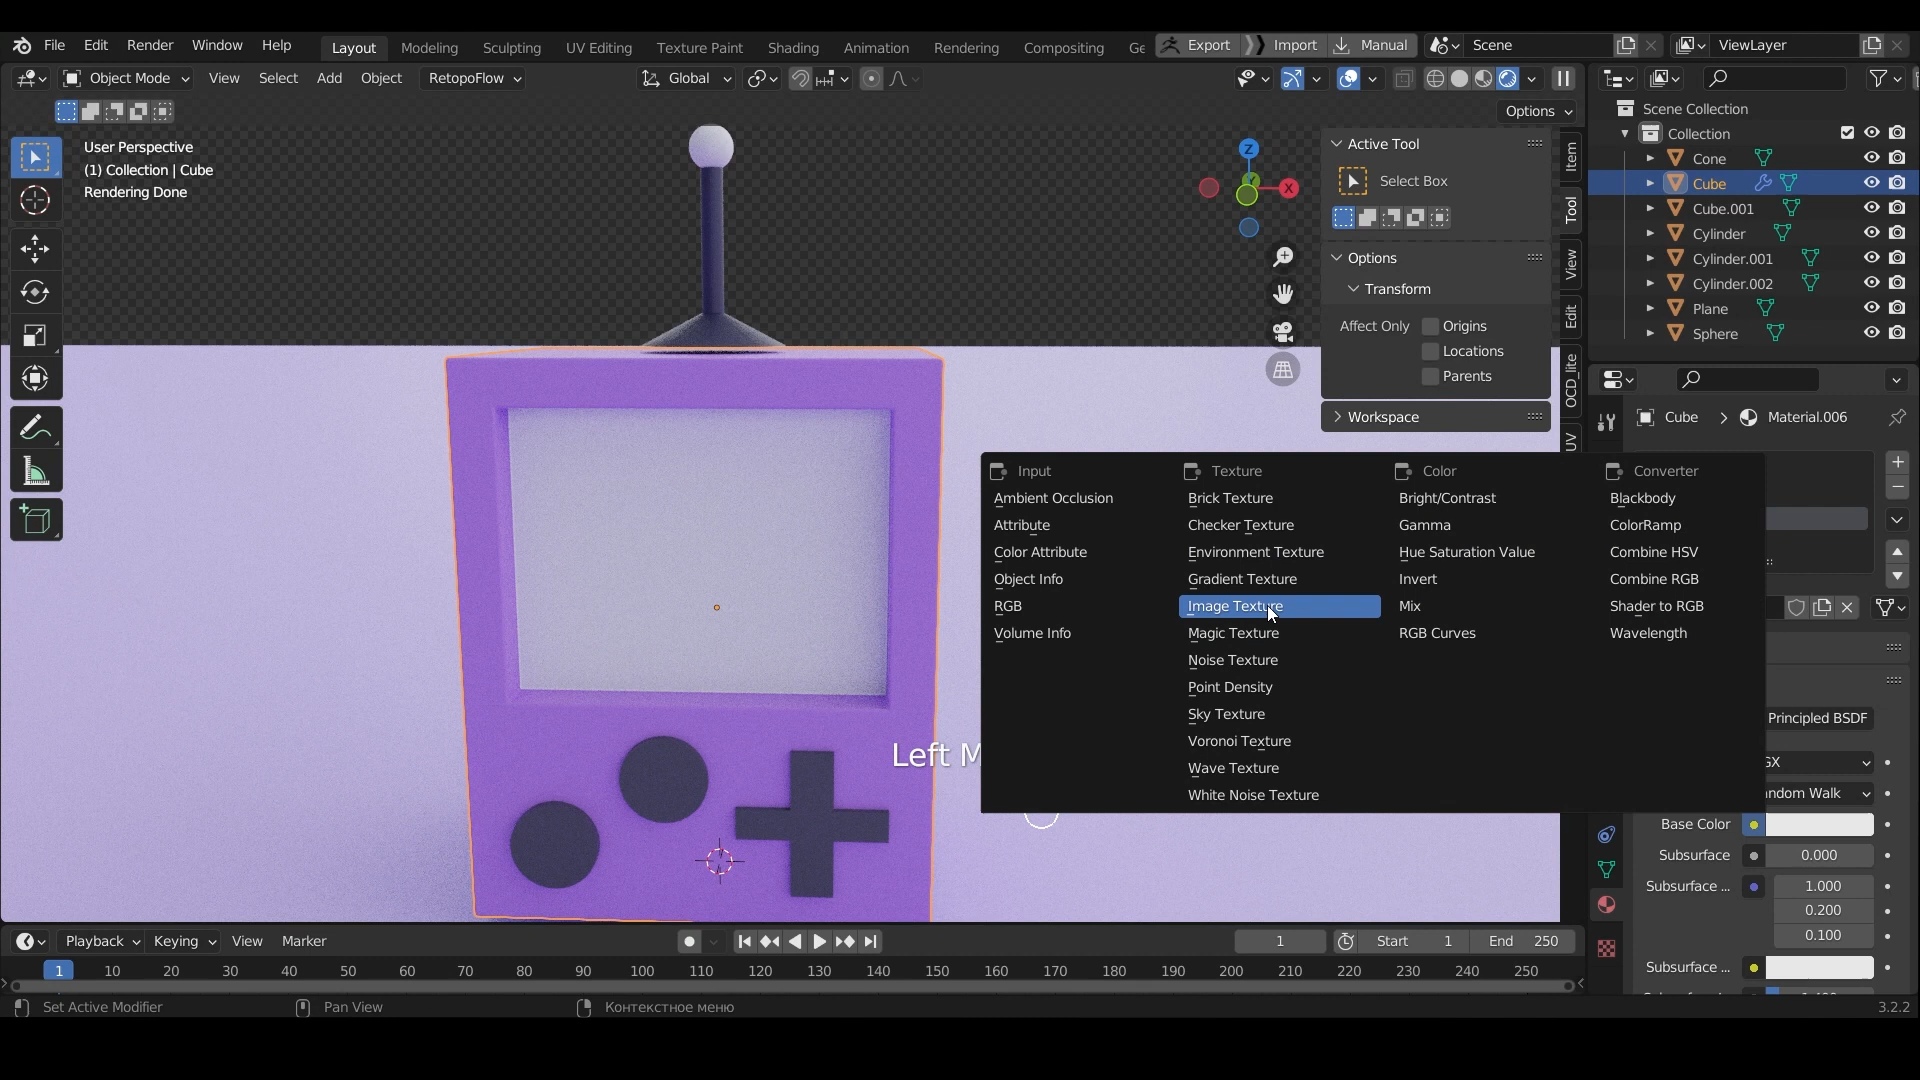 File Edit Render Window Help Layout Modeling Sculpting UV Editing Texture Paint Shading Animation Rendering Compositing Ge Export Import Manual Scene ViewLayer
Object Mode View Select Add Object RetopoFlow Global
Options
User Perspective
(1) Collection | Cube
Rendering Done
Z
X
Active Tool
Select Box
Options
Transform
Affect Only Origins
Locations
Parents
Workspace
Item
Tool
View
Edit
OCD_lite
UV
Scene Collection
Collection
Cone
Cube
Cube.001
Cylinder
Cylinder.001
Cylinder.002
Plane
Sphere
Cube Material.006
Input
Ambient Occlusion
Attribute
Color Attribute
Object Info
RGB
Volume Info
Texture
Brick Texture
Checker Texture
Environment Texture
Gradient Texture
Image Texture
Magic Texture
Noise Texture
Point Density
Sky Texture
Voronoi Texture
Wave Texture
White Noise Texture
Color
Bright/Contrast
Gamma
Hue Saturation Value
Invert
Mix
RGB Curves
Converter
Blackbody
ColorRamp
Combine HSV
Combine RGB
Shader to RGB
Wavelength
Left M
Principled BSDF
GX
ndom Walk
Base Color
Subsurface 0.000
Subsurface ... 1.000
0.200
0.100
Subsurface ...
Playback Keying View Marker 1 Start 1 End 250
1 10 20 30 40 50 60 70 80 90 100 110 120 130 140 150 160 170 180 190 200 210 220 230 240 250
Set Active Modifier Pan View Контекстное меню 3.2.2